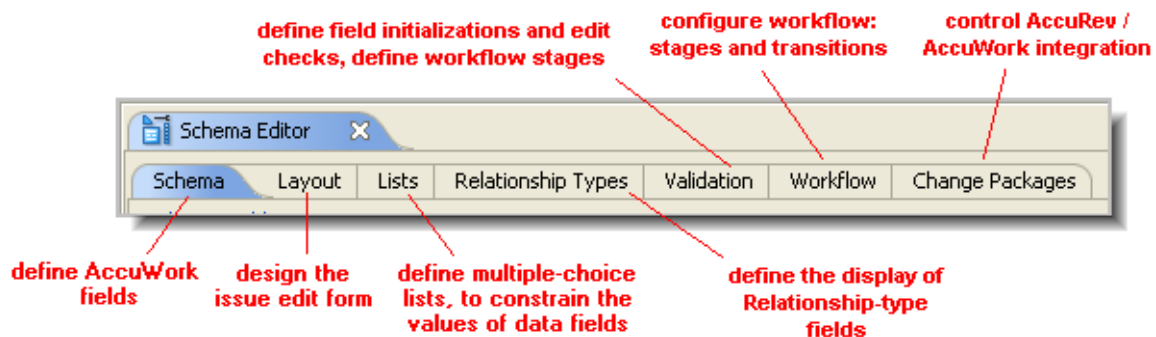 define field initializations and edit
checks, define workflow stages
configure workflow:
stages and transitions
control AccuRev /
AccuWork integration
Schema Editor
Schema Layout Lists Relationship Types Validation Workflow Change Packages
define AccuWork
fields
design the
issue edit form
define multiple-choice
lists, to constrain the
values of data fields
define the display of
Relationship-type
fields